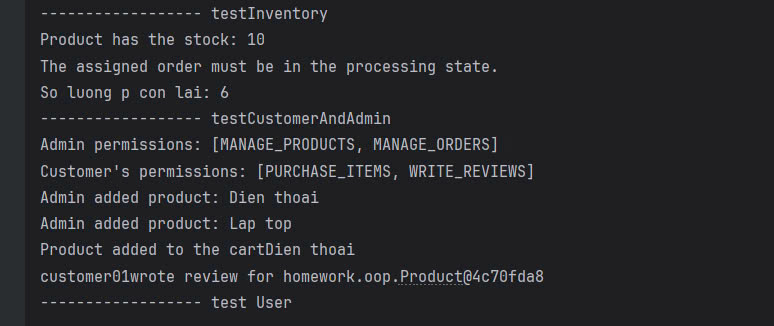 ------------------ testInventory
Product has the stock: 10
The assigned order must be in the processing state.
So luong p con lai: 6
------------------ testCustomerAndAdmin
Admin permissions: [MANAGE_PRODUCTS, MANAGE_ORDERS]
Customer's permissions: [PURCHASE_ITEMS, WRITE_REVIEWS]
Admin added product: Dien thoai
Admin added product: Lap top
Product added to the cartDien thoai
customer01wrote review for homework.oop.Product@4c70fda8
------------------ test User